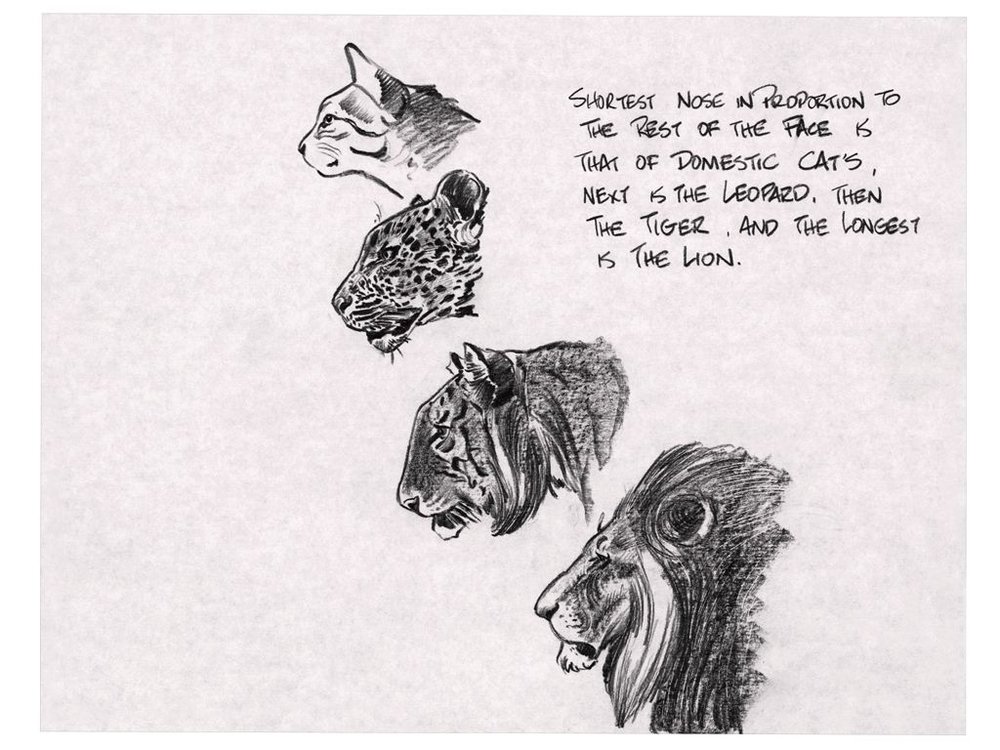 SHORTEST NOSE IN PROPORTION TO
THE REST OF THE FACE IS
THAT OF DOMESTIC CAT'S,
NEXT IS THE LEOPARD. THEN
THE TIGER, AND THE LONGEST
IS THE LION.